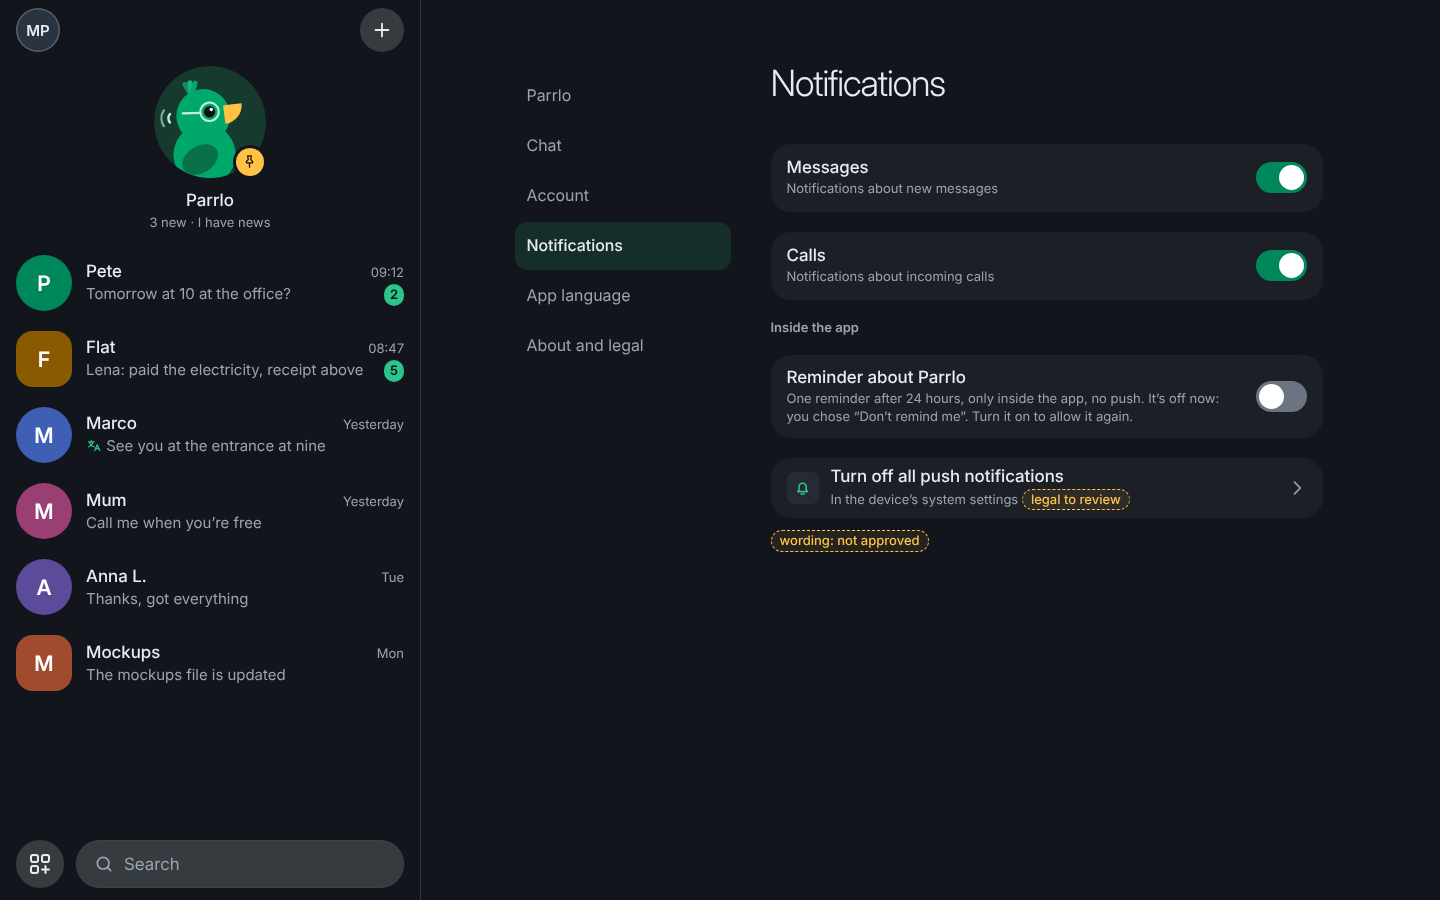 MP
Parrlo
3 new · I have news
P
Pete
09:12
Tomorrow at 10 at the office?
2
F
Flat
08:47
Lena: paid the electricity, receipt above
5
M
Marco
Yesterday
See you at the entrance at nine
M
Mum
Yesterday
Call me when you’re free
A
Anna L.
Tue
Thanks, got everything
M
Mockups
Mon
The mockups file is updated
Search
Parrlo
Chat
Account
Notifications
App language
About and legal
Notifications
Messages
Notifications about new messages
Calls
Notifications about incoming calls
Inside the app
Reminder about Parrlo
One reminder after 24 hours, only inside the app, no push. It’s off now:
you chose “Don’t remind me”. Turn it on to allow it again.
Turn off all push notifications
In the device’s system settings legal to review
wording: not approved